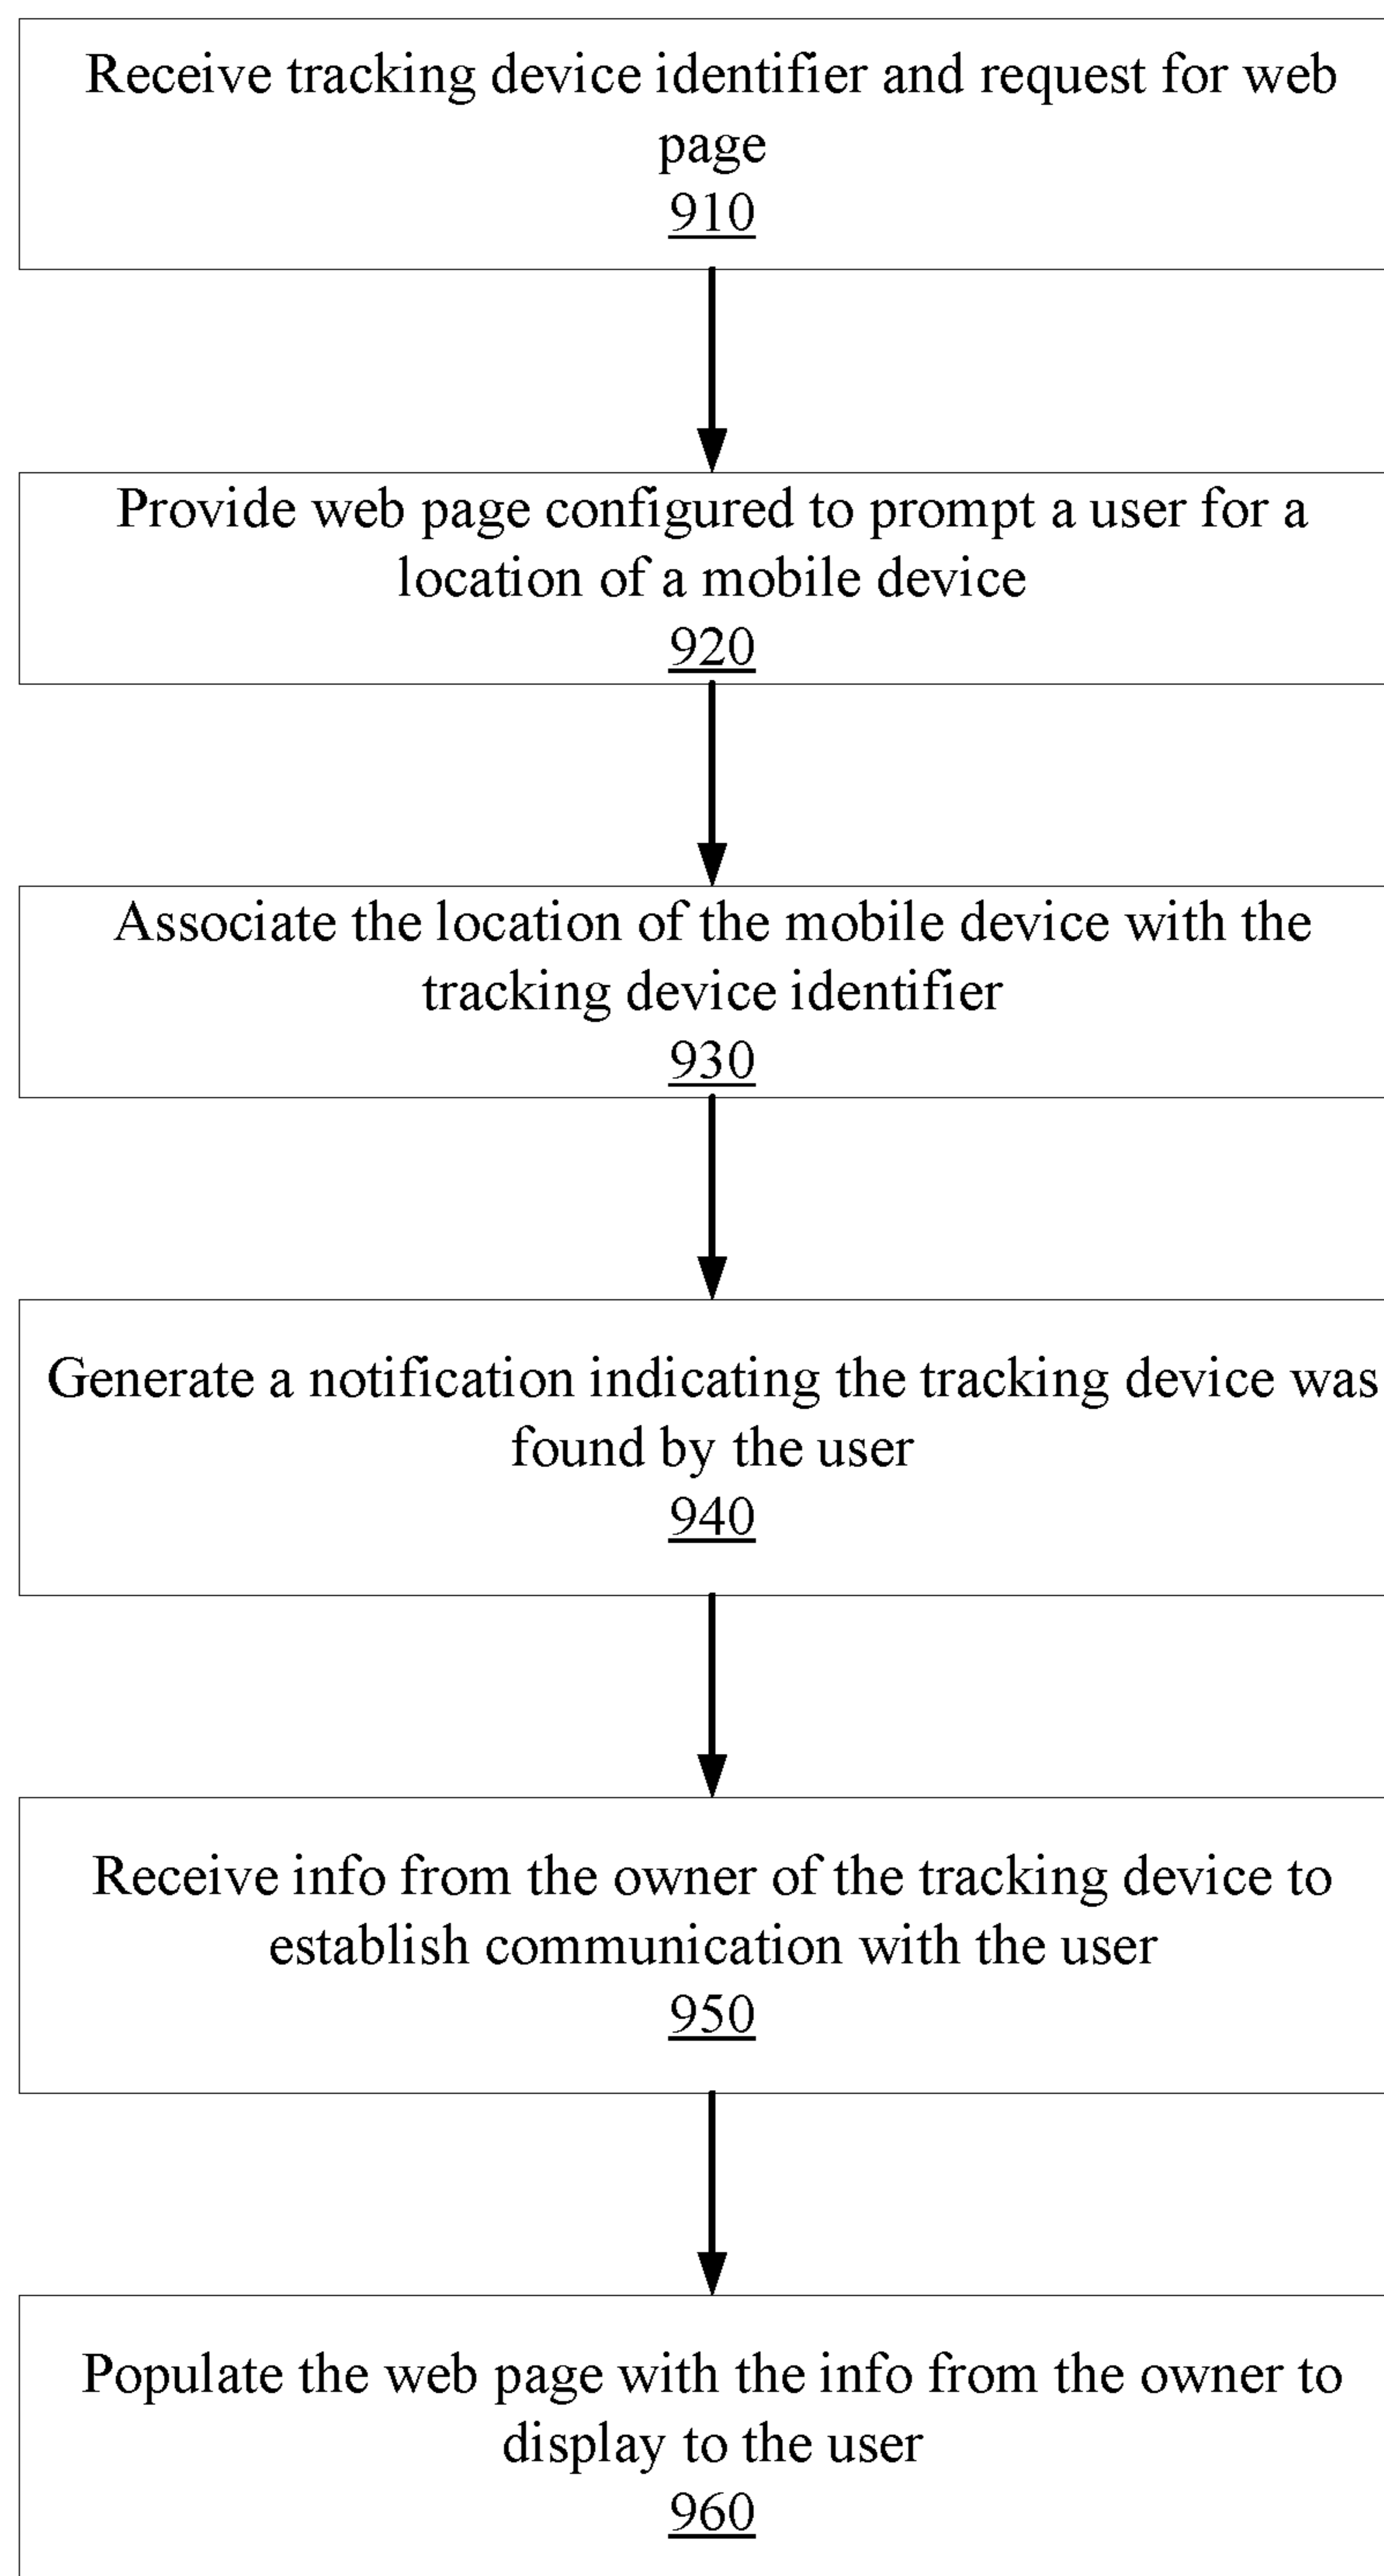 Receive tracking device identifier and request for web
page
910
Provide web page configured to prompt a user for a
location of a mobile device
920
Associate the location of the mobile device with the
tracking device identifier
930
Generate a notification indicating the tracking device was
found by the user
940
Receive info from the owner of the tracking device to
establish communication with the user
950
Populate the web page with the info from the owner to
display to the user
960